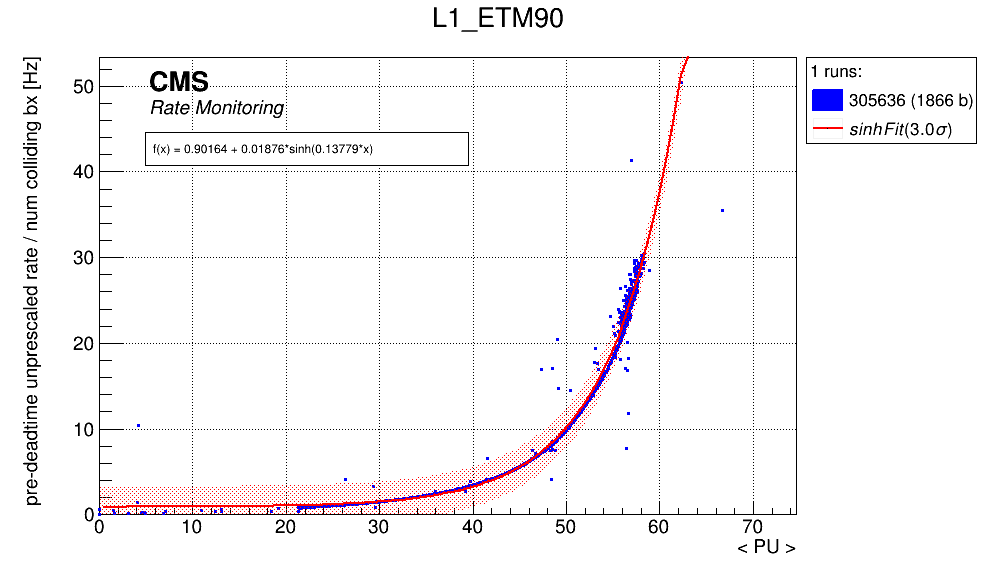 L1_ETM90
pre-deadtime unprescaled rate / num colliding bx [Hz]
CMS
Rate Monitoring
f(x) = 0.90164 + 0.01876*sinh(0.13779*x)
50
40
30
20
10
0
0 10 20 30 40 50 60 70
< PU >
1 runs:
305636 (1866 b)
sinhFit(3.0σ)